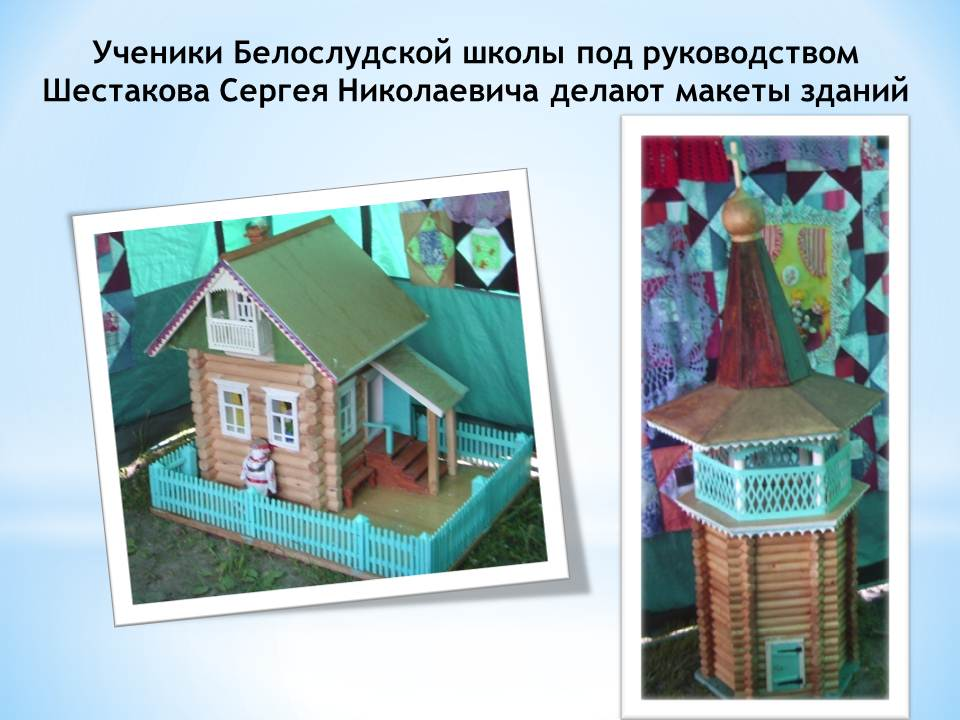 Ученики Белослудской школы под руководством
Шестакова Сергея Николаевича делают макеты зданий